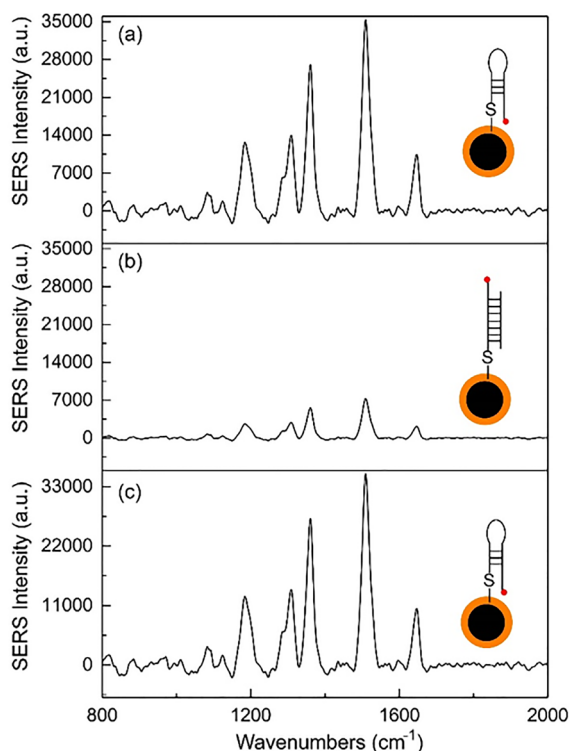 SERS Intensity (a.u.)
35000
28000
21000
14000
7000
0
(a)
S
SERS Intensity (a.u.)
35000
28000
21000
14000
7000
0
(b)
S
SERS Intensity (a.u.)
33000
22000
11000
0
(c)
S
800 1200 1600 2000
Wavenumbers (cm⁻¹)